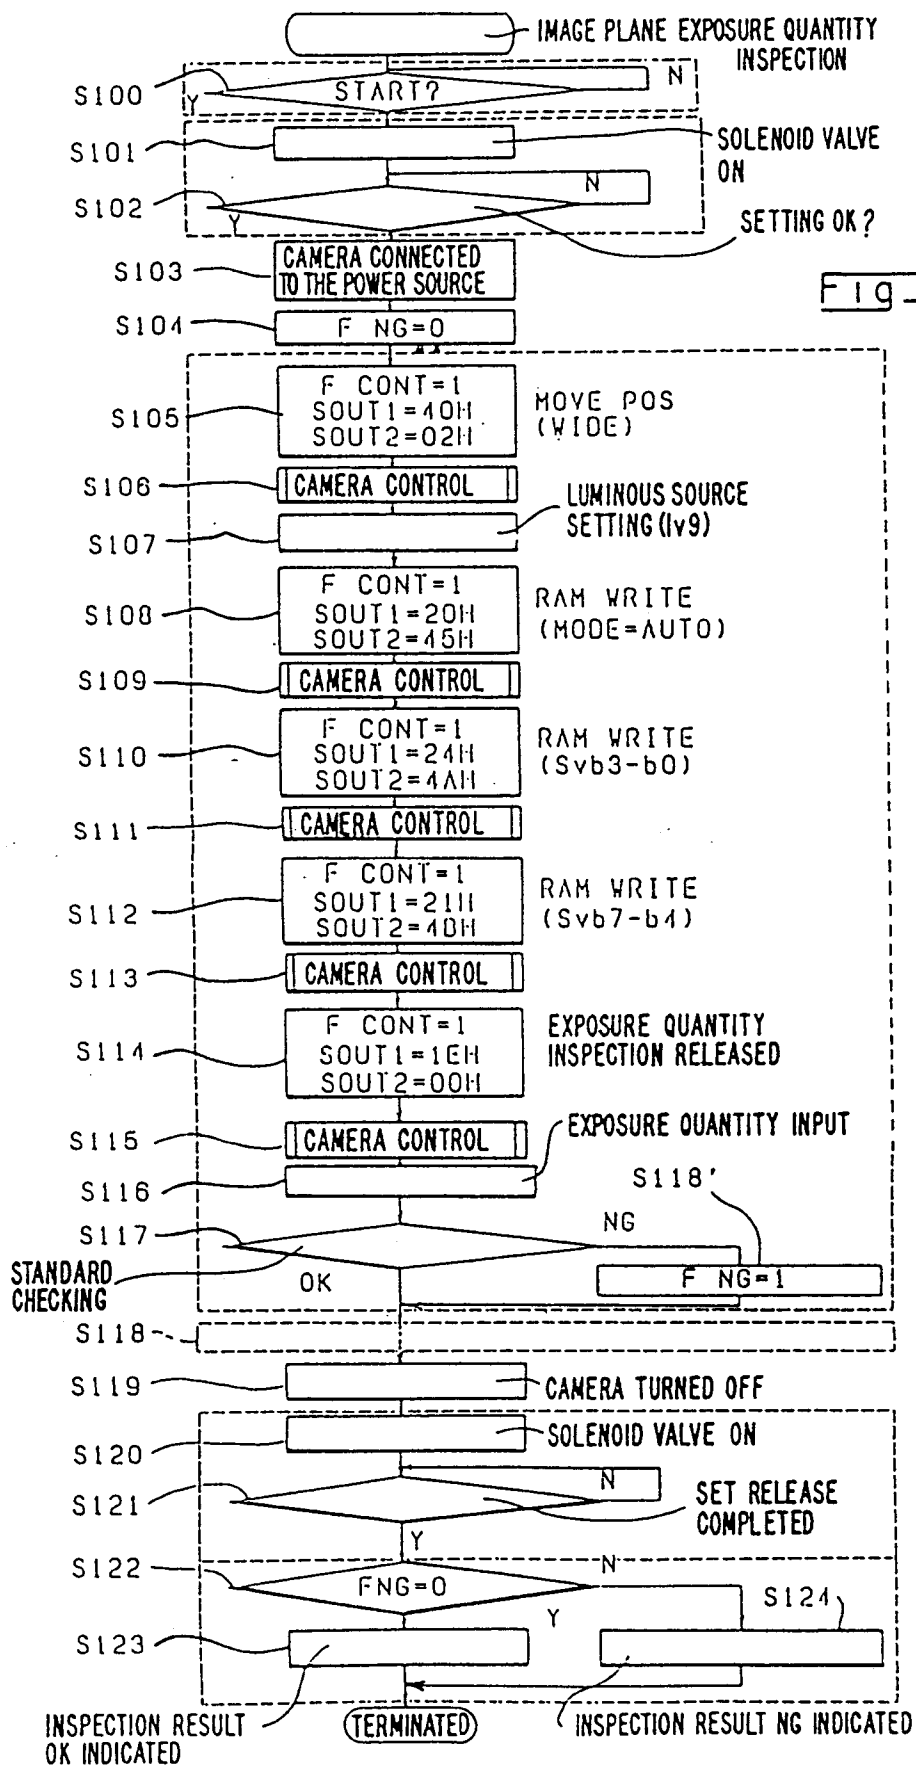 IMAGE PLANE EXPOSURE QUANTITY
INSPECTION
S100
START?
N
Y
S101
SOLENOID VALVE
ON
S102
N
Y
SETTING OK?
S103
CAMERA CONNECTED
TO THE POWER SOURCE
Fig_
S104
F NG=0
S105
F CONT=1
SOUT1=40H
SOUT2=02H
MOVE POS
(WIDE)
S106
CAMERA CONTROL
LUMINOUS SOURCE
SETTING (lv9)
S107
S108
F CONT=1
SOUT1=20H
SOUT2=45H
RAM WRITE
(MODE=AUTO)
S109
CAMERA CONTROL
S110
F CONT=1
SOUT1=24H
SOUT2=4AH
RAM WRITE
(Svb3-b0)
S111
CAMERA CONTROL
S112
F CONT=1
SOUT1=21H
RAM WRITE
(Svb7-b4)
S113
CAMERA CONTROL
S114
F CONT=1
SOUT1=1EH
SOUT2=00H
EXPOSURE QUANTITY
INSPECTION RELEASED
S115
CAMERA CONTROL
EXPOSURE QUANTITY INPUT
S116
S118'
S117
NG
STANDARD
CHECKING
OK
F NG=1
S118
S119
CAMERA TURNED OFF
S120
SOLENOID VALVE ON
S121
N
SET RELEASE
COMPLETED
Y
S122
FNG=0
N
S124
S123
Y
INSPECTION RESULT
OK INDICATED
TERMINATED
INSPECTION RESULT NG INDICATED